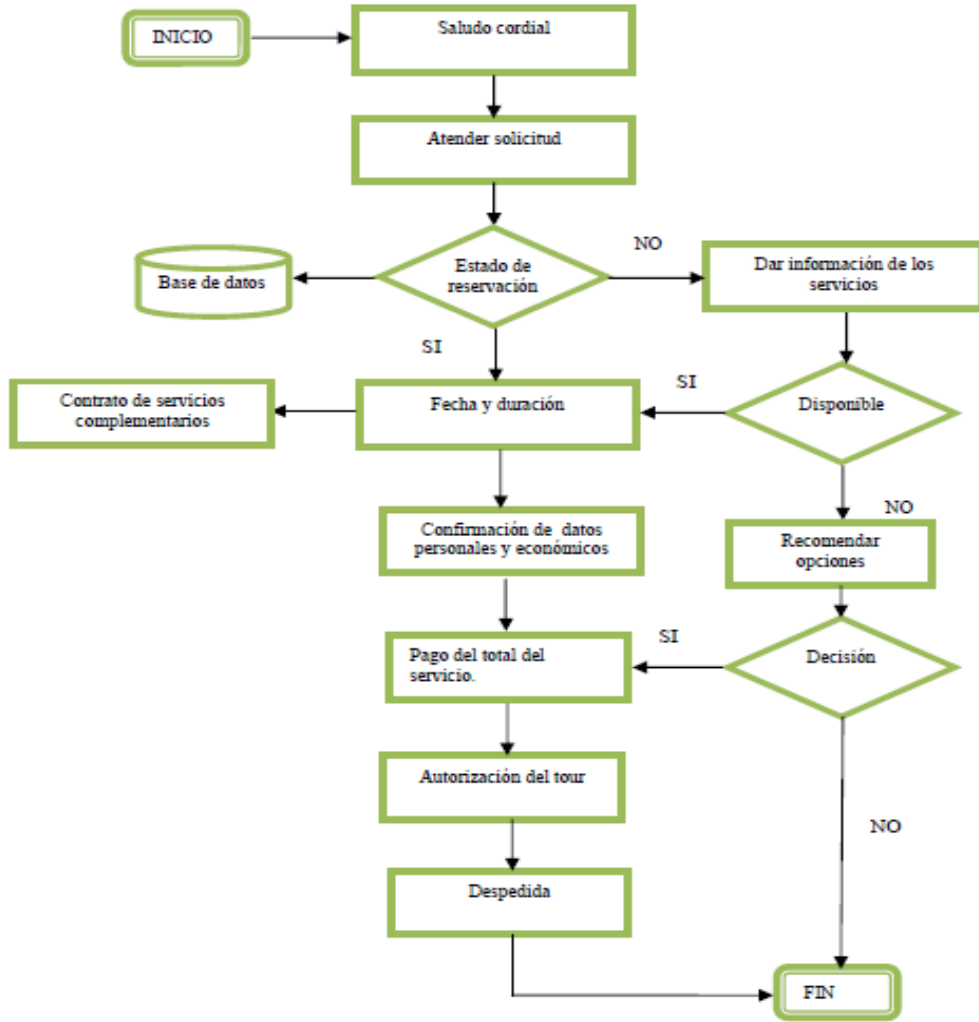 INICIO
Saludo cordial
Atender solicitud
NO
Estado de
reservación
Base de datos
Dar información de los
servicios
SI
SI
Contrato de servicios
complementarios
Fecha y duración
Disponible
NO
Confirmación de datos
personales y económicos
Recomendar
opciones
SI
Pago del total del
servicio.
Decisión
Autorización del tour
NO
Despedida
FIN